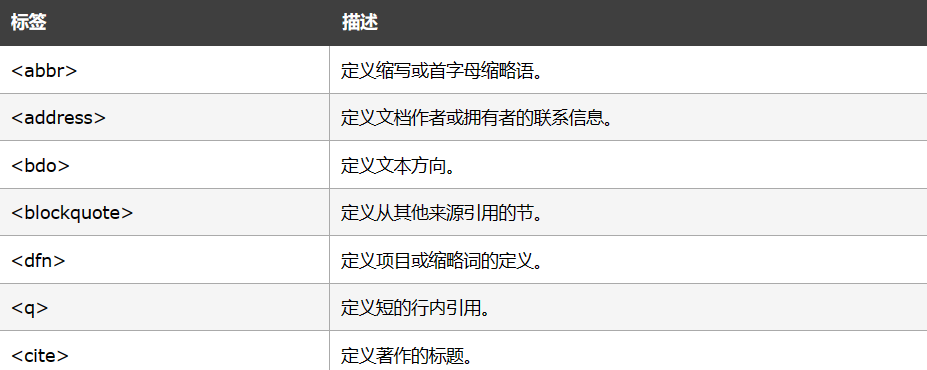 标签 描述
<abbr> 定义缩写或首字母缩略语。
<address> 定义文档作者或拥有者的联系信息。
<bdo> 定义文本方向。
<blockquote> 定义从其他来源引用的节。
<dfn> 定义项目或缩略词的定义。
<q> 定义短的行内引用。
<cite> 定义著作的标题。